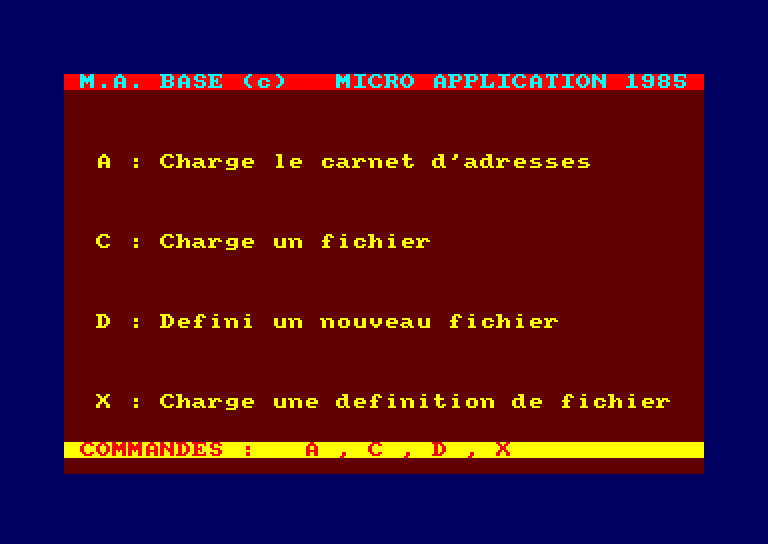 M.A. BASE (c) MICRO APPLICATION 1985
A : Charge le carnet d'adresses
C : Charge un fichier
D : Defini un nouveau fichier
X : Charge une definition de fichier
COMMANDES : A , C , D , X